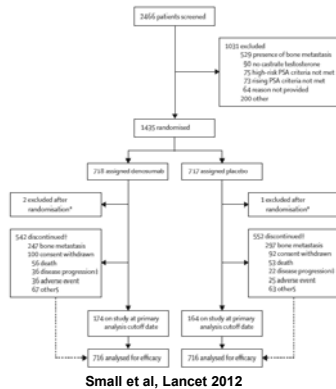 2466 patients screened
1031 excluded
529 presence of bone metastasis
90 no castrate testosterone
75 high-risk PSA criteria not met
73 rising PSA criteria not met
64 reason not provided
200 other
1435 randomised
718 assigned denosumab
717 assigned placebo
2 excluded after
randomisation*
1 excluded after
randomisation*
542 discontinued†
247 bone metastasis
100 consent withdrawn
56 death
36 disease progression‡
36 adverse event
67 other§
552 discontinued†
297 bone metastasis
92 consent withdrawn
53 death
22 disease progression‡
25 adverse event
63 other§
174 on study at primary
analysis cutoff date
164 on study at primary
analysis cutoff date
716 analysed for efficacy
716 analysed for efficacy
Small et al, Lancet 2012